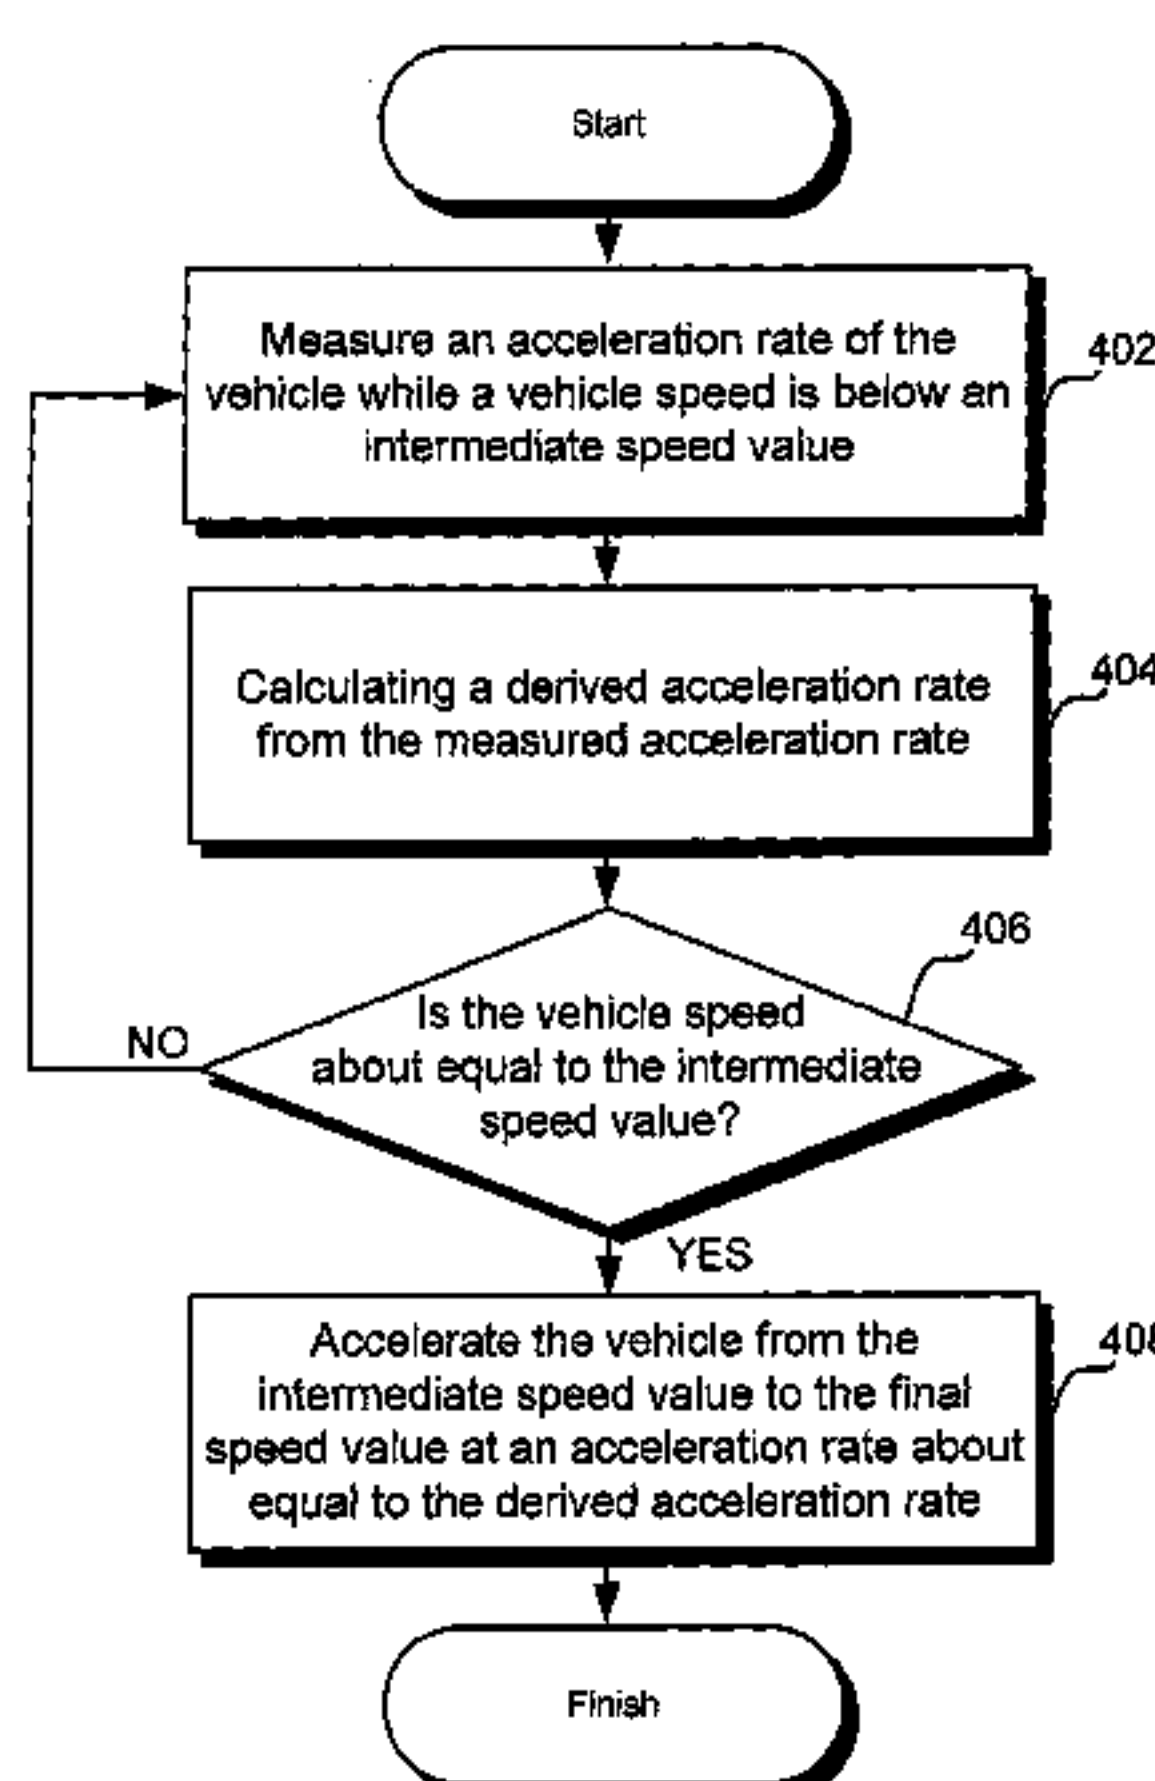 Start
Measure an acceleration rate of the
vehicle while a vehicle speed is below an
intermediate speed value
402
Calculating a derived acceleration rate
from the measured acceleration rate
404
406
Is the vehicle speed
about equal to the intermediate
speed value?
NO
YES
Accelerate the vehicle from the
intermediate speed value to the final
speed value at an acceleration rate about
equal to the derived acceleration rate
408
Finish